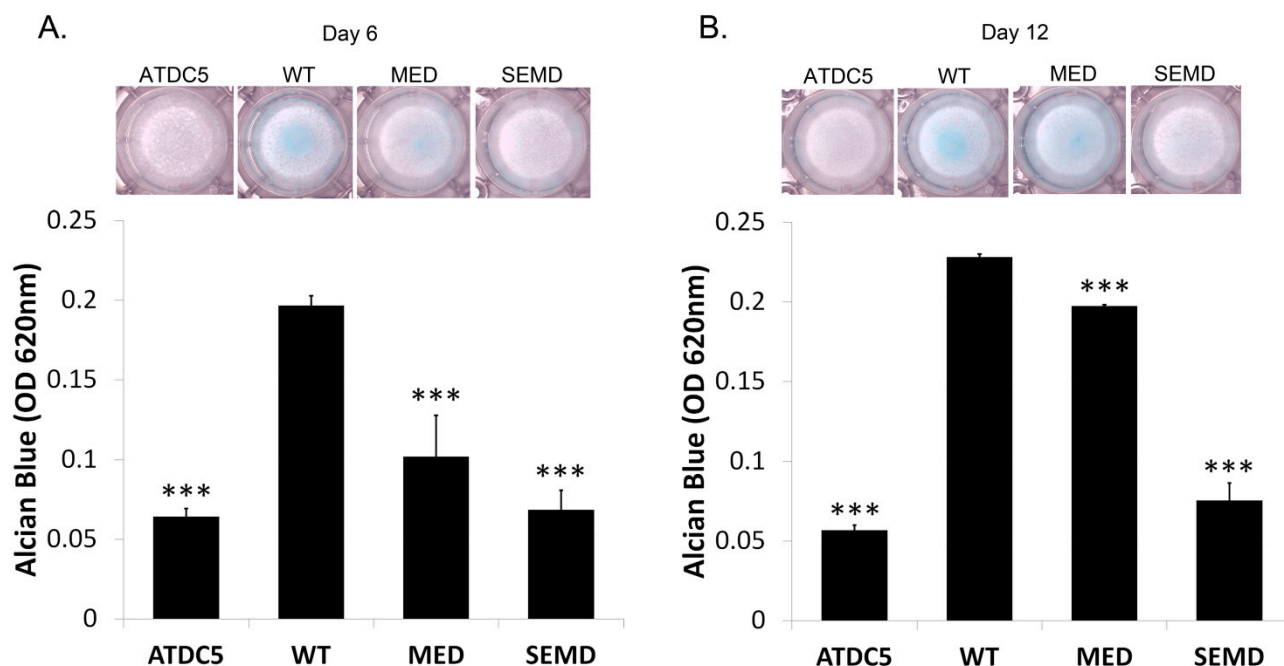 A.
Day 6
ATDC5 WT MED SEMD
Alcian Blue (OD 620nm)
0.25
0.2
0.15
0.1
0.05
0
***
***
***
ATDC5 WT MED SEMD
B.
Day 12
ATDC5 WT MED SEMD
Alcian Blue (OD 620nm)
0.25
0.2
0.15
0.1
0.05
0
***
***
***
ATDC5 WT MED SEMD